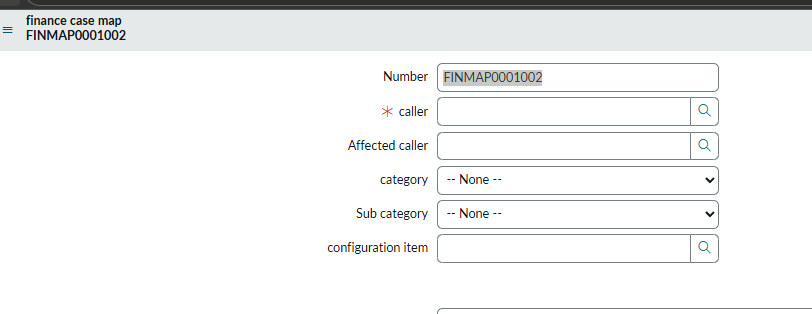 finance case map
FINMAP0001002
Number FINMAP0001002
* caller
Affected caller
category -- None --
Sub category -- None --
configuration item